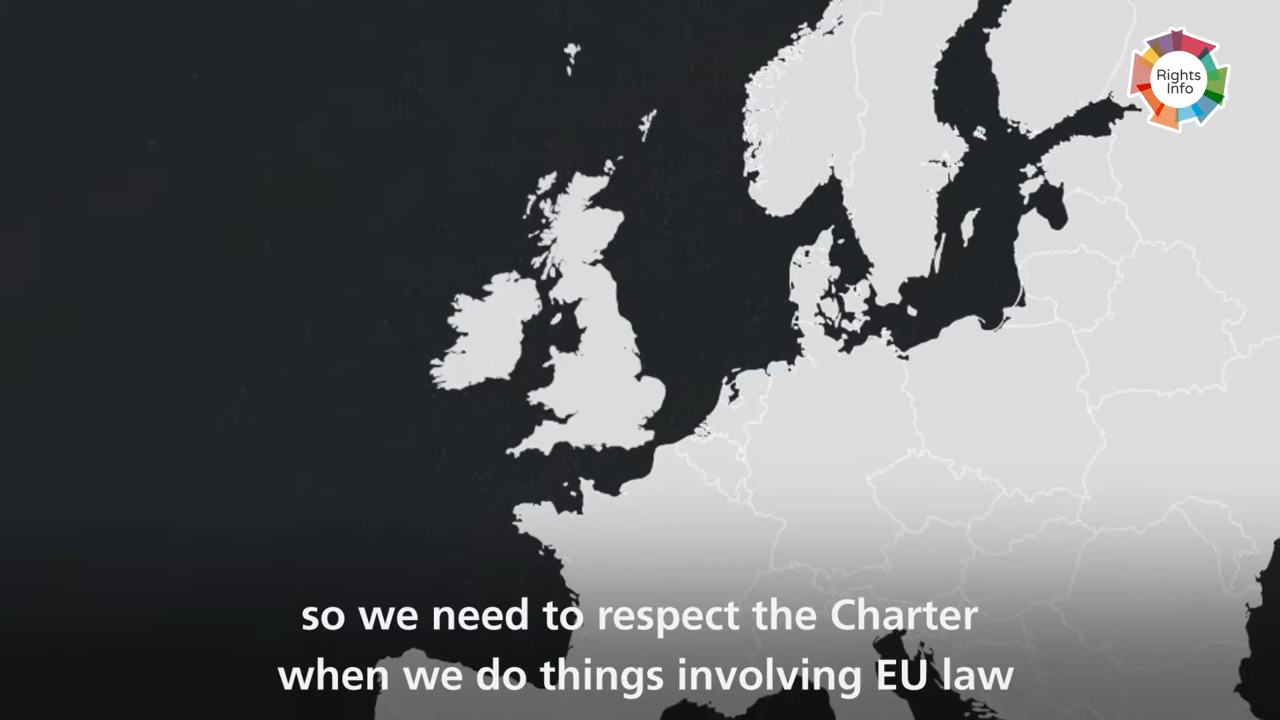 Rights
Info
so we need to respect the Charter
when we do things involving EU law